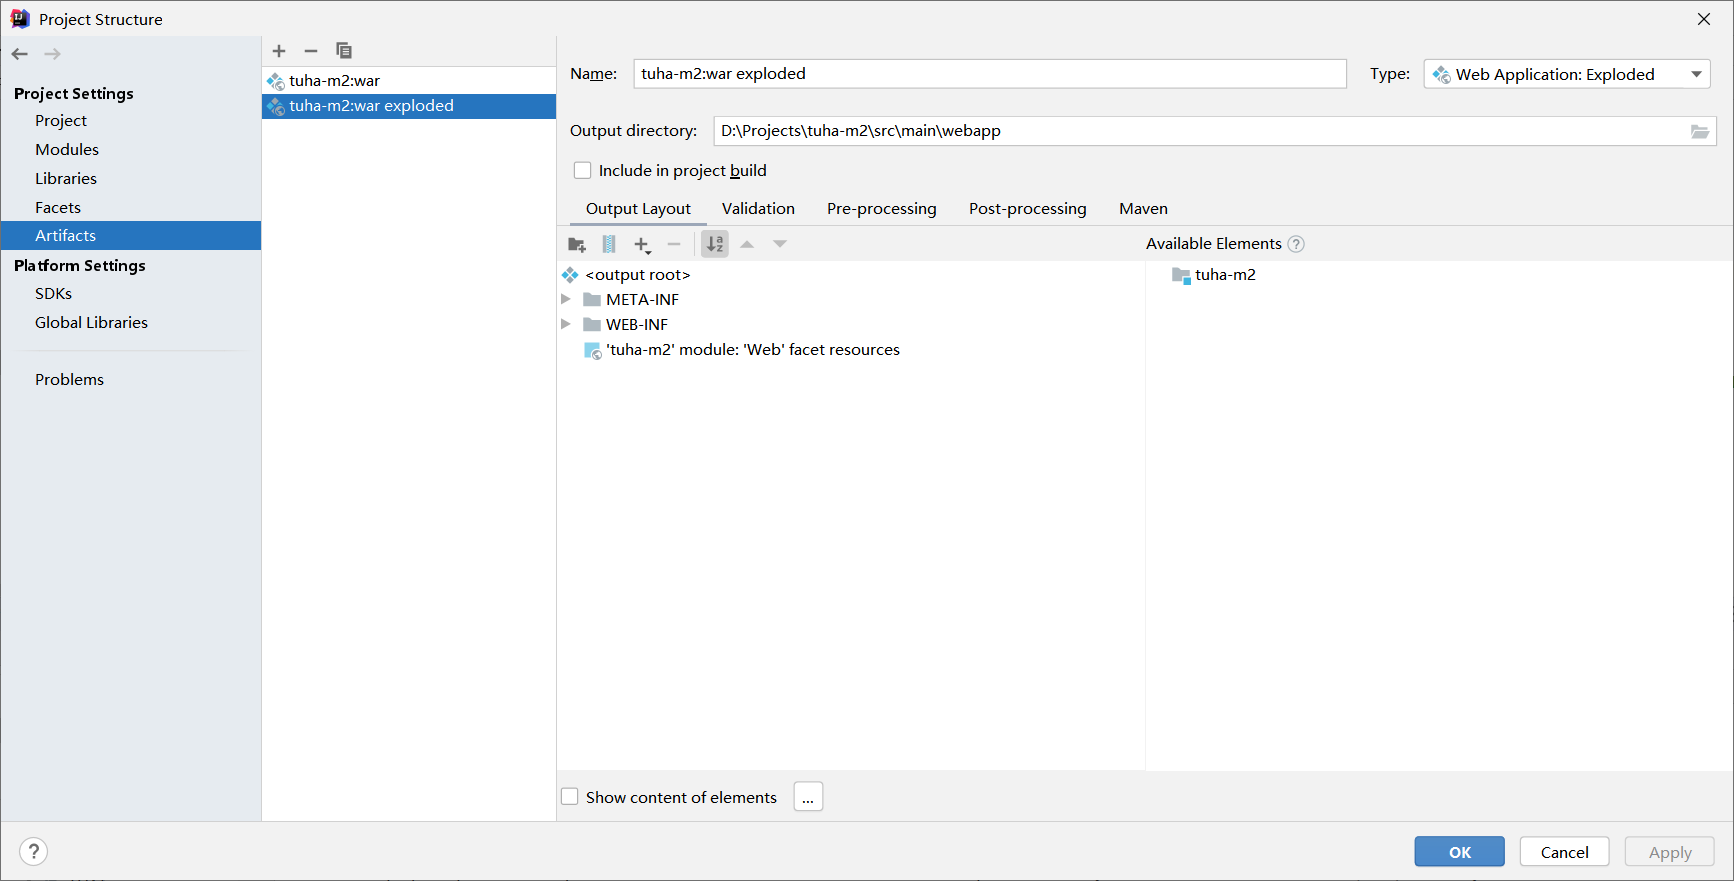 Project Structure
Project Settings
Project
Modules
Libraries
Facets
Artifacts
Platform Settings
SDKs
Global Libraries
Problems
tuha-m2:war
tuha-m2:war exploded
Name: tuha-m2:war exploded Type: Web Application: Exploded
Output directory: D:\Projects\tuha-m2\src\main\webapp
Include in project build
Output Layout Validation Pre-processing Post-processing Maven
Available Elements ?
<output root>
META-INF
WEB-INF
'tuha-m2' module: 'Web' facet resources
tuha-m2
Show content of elements ...
? OK Cancel Apply